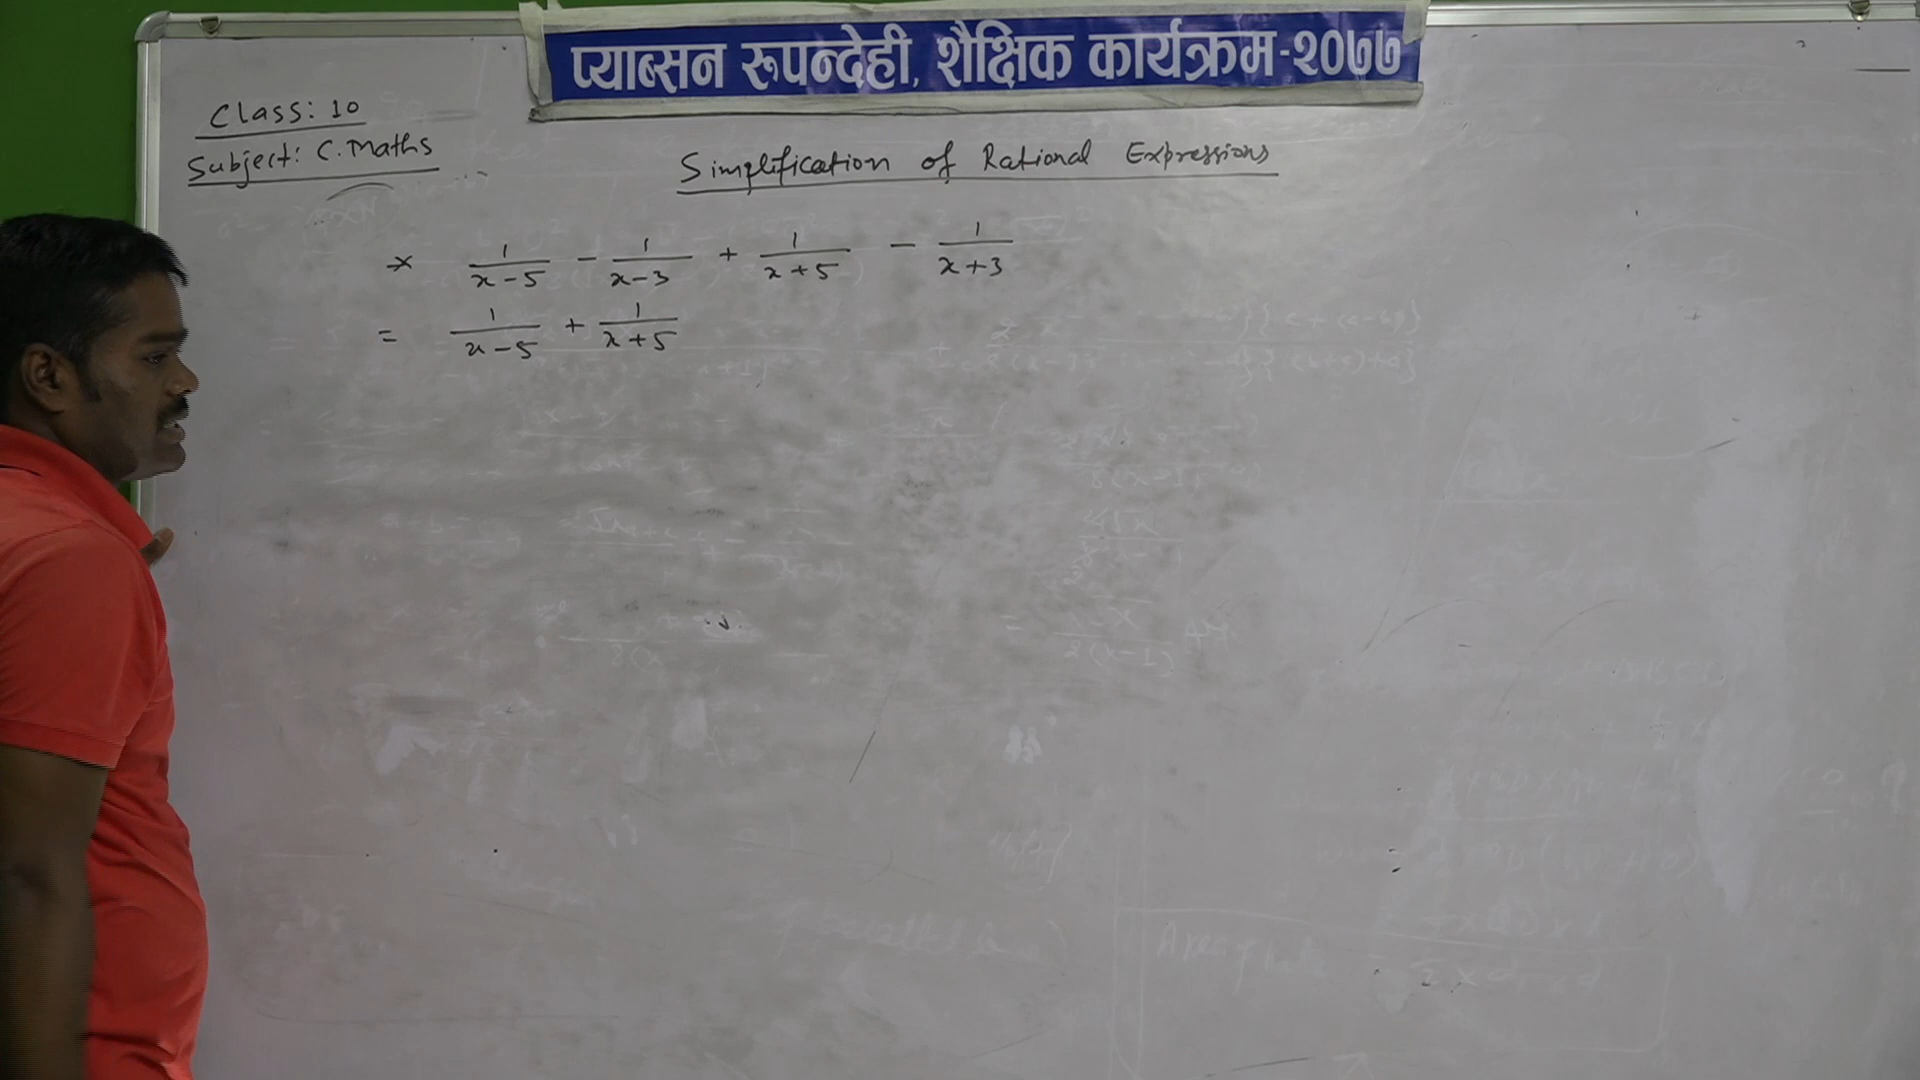 प्याब्सन रुपन्देही, शैक्षिक कार्यक्रम-२०७७
Class: 10
Subject: C. Maths
Simplification of Rational Expressions
* 1/(x-5) - 1/(x-3) + 1/(x+5) - 1/(x+3)
= 1/(x-5) + 1/(x+5)